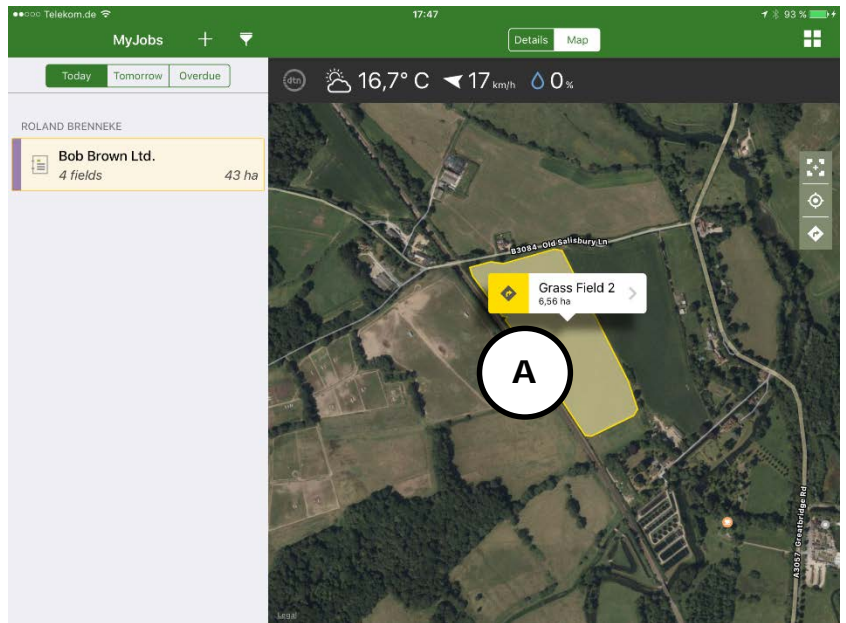 Telekom.de 17:47 93 %
MyJobs Details Map
Today Tomorrow Overdue
dtn 16,7° C 17 km/h 0 %
ROLAND BRENNEKE
Bob Brown Ltd.
4 fields 43 ha
B3084-Old Salisbury Ln
Grass Field 2
6,56 ha
A
A3057-Greatbridge Rd
Legal